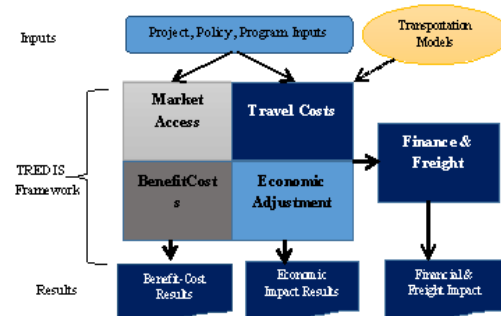 Inputs
Project, Policy, Program Inputs
Transportation
Models
Market
Access
Travel Costs
Finance &
Freight
TREDIS
Framework
BenefitCost
s
Economic
Adjustment
Results
Benefit-Cost
Results
Economic
Impact Results
Financial &
Freight Impact